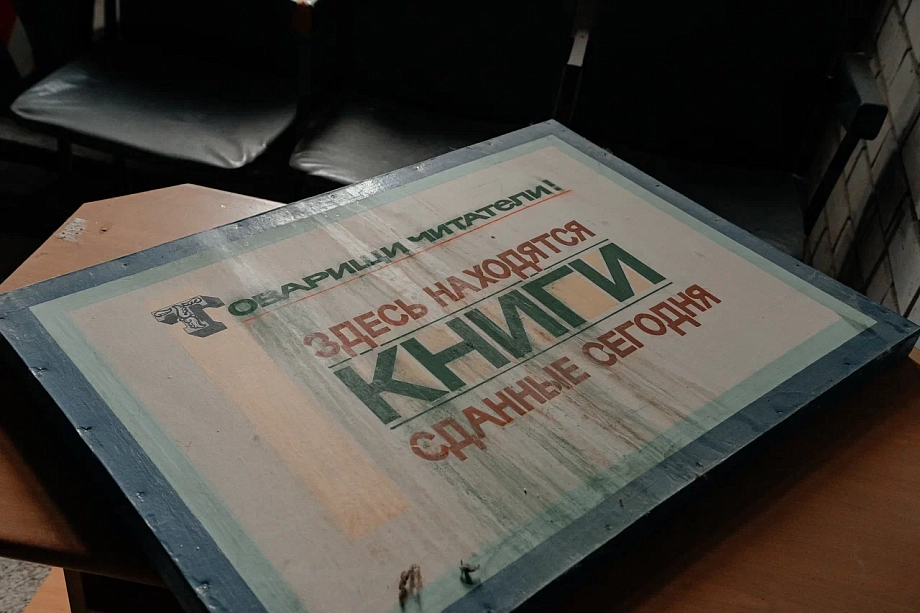 Товарищи читатели!
ЗДЕСЬ НАХОДЯТСЯ
КНИГИ
СДАННЫЕ СЕГОДНЯ